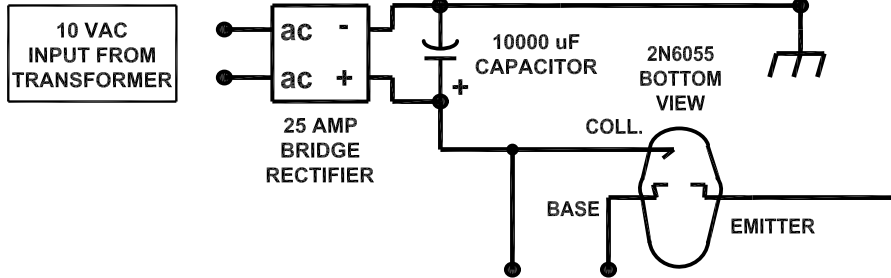 10 VAC
INPUT FROM
TRANSFORMER
ac -
ac +
25 AMP
BRIDGE
RECTIFIER
10000 uF
CAPACITOR
+
2N6055
BOTTOM
VIEW
COLL.
BASE
EMITTER